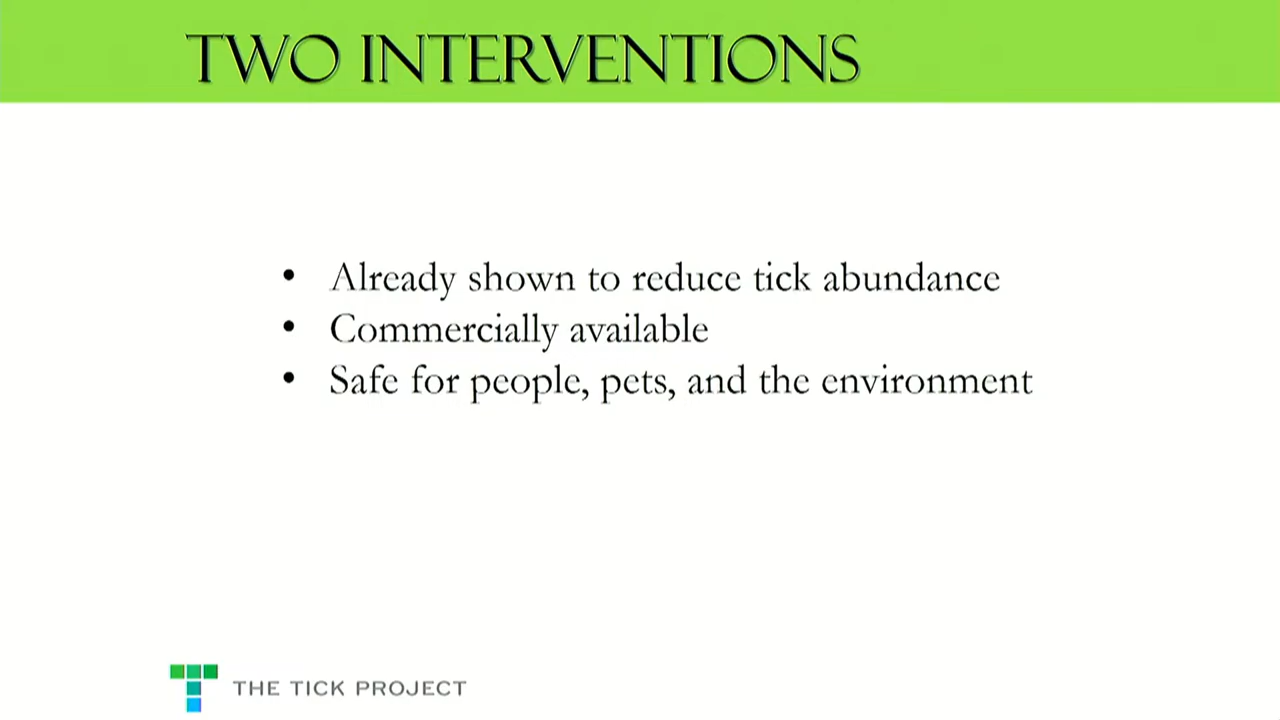 TWO INTERVENTIONS
• Already shown to reduce tick abundance
• Commercially available
• Safe for people, pets, and the environment
THE TICK PROJECT